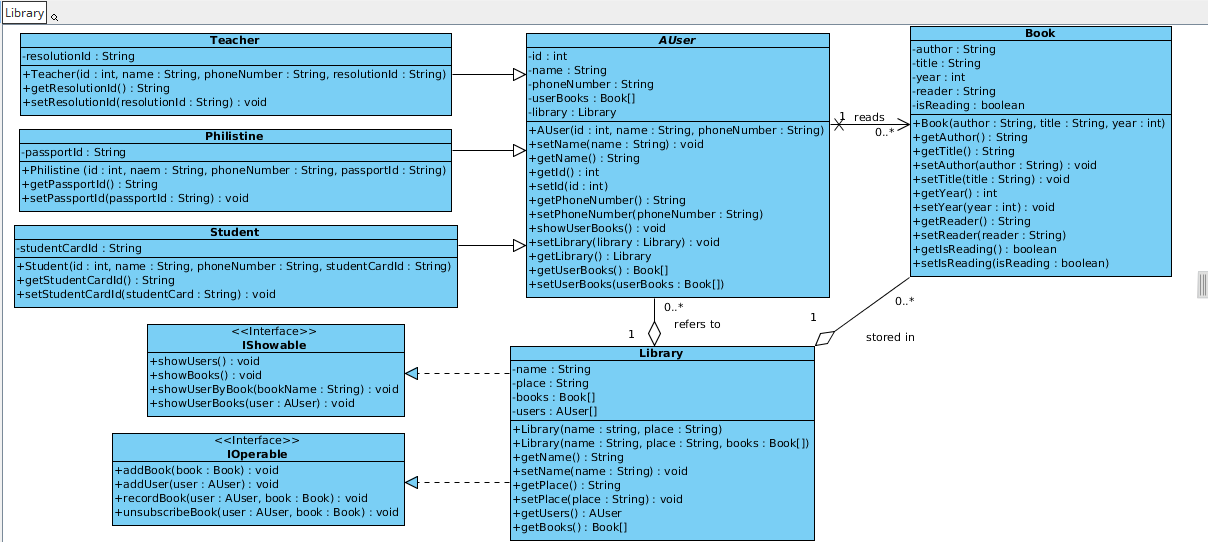 Library
Teacher
-resolutionId : String
+Teacher(id : int, name : String, phoneNumber : String, resolutionId : String)
+getResolutionId() : String
+setResolutionId(resolutionId : String) : void
Philistine
-passportId : String
+Philistine (id : int, naem : String, phoneNumber : String, passportId : String)
+getPassportId() : String
+setPassportId(passportId : String) : void
Student
-studentCardId : String
+Student(id : int, name : String, phoneNumber : String, studentCardId : String)
+getStudentCardId() : String
+setStudentCardId(studentCard : String) : void
AUser
-id : int
-name : String
-phoneNumber : String
-userBooks : Book[]
-library : Library
+AUser(id : int, name : String, phoneNumber : String)
+setName(name : String) : void
+getName() : String
+getId() : int
+setId(id : int)
+getPhoneNumber() : String
+setPhoneNumber(phoneNumber : String)
+showUserBooks() : void
+setLibrary(library : Library) : void
+getLibrary() : Library
+getUserBooks() : Book[]
+setUserBooks(userBooks : Book[])
1 reads
0..*
Book
-author : String
-title : String
-year : int
-reader : String
-isReading : boolean
+Book(author : String, title : String, year : int)
+getAuthor() : String
+getTitle() : String
+setAuthor(author : String) : void
+setTitle(title : String) : void
+getYear() : int
+setYear(year : int) : void
+getReader() : String
+setReader(reader : String)
+getIsReading() : boolean
+setIsReading(isReading : boolean)
0..*
refers to
1
0..*
1
stored in
<<Interface>>
IShowable
+showUsers() : void
+showBooks() : void
+showUserByBook(bookName : String) : void
+showUserBooks(user : AUser) : void
<<Interface>>
IOperable
+addBook(book : Book) : void
+addUser(user : AUser) : void
+recordBook(user : AUser, book : Book) : void
+unsubscribeBook(user : AUser, book : Book) : void
Library
-name : String
-place : String
-books : Book[]
-users : AUser[]
+Library(name : string, place : String)
+Library(name : String, place : String, books : Book[])
+getName() : String
+setName(name : String) : void
+getPlace() : String
+setPlace(place : String) : void
+getUsers() : AUser
+getBooks() : Book[]